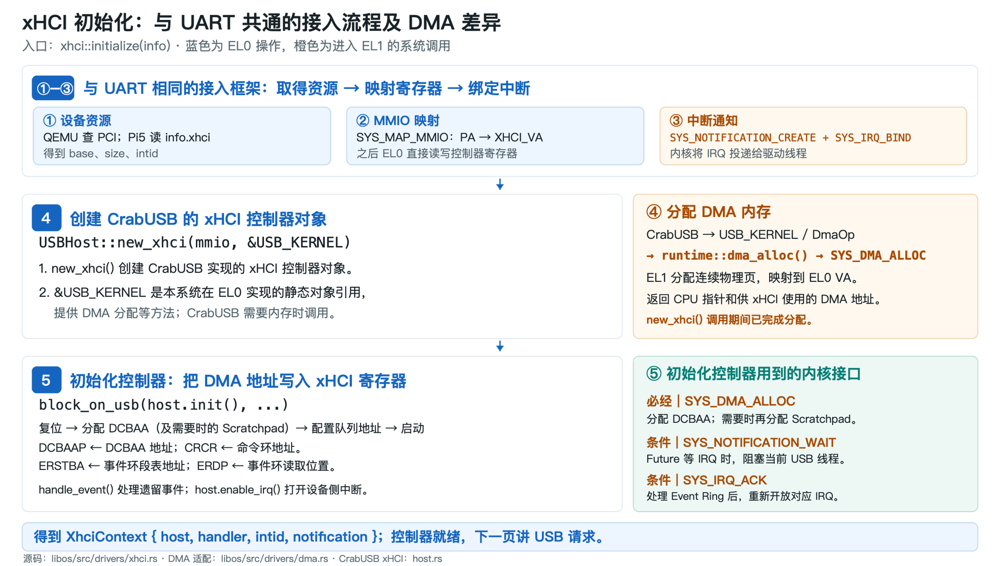 xHCI 初始化：与 UART 共通的接入流程及 DMA 差异
入口：xhci::initialize(info) · 蓝色为 EL0 操作，橙色为进入 EL1 的系统调用
①—③ 与 UART 相同的接入框架：取得资源 → 映射寄存器 → 绑定中断
① 设备资源
QEMU 查 PCI；Pi5 读 info.xhci
得到 base、size、intid
② MMIO 映射
SYS_MAP_MMIO：PA → XHCI_VA
之后 EL0 直接读写控制器寄存器
③ 中断通知
SYS_NOTIFICATION_CREATE + SYS_IRQ_BIND
内核将 IRQ 投递给驱动线程
4 创建 CrabUSB 的 xHCI 控制器对象
USBHost::new_xhci(mmio, &USB_KERNEL)
1. new_xhci() 创建 CrabUSB 实现的 xHCI 控制器对象。
2. &USB_KERNEL 是本系统在 EL0 实现的静态对象引用，
提供 DMA 分配等方法；CrabUSB 需要内存时调用。
④ 分配 DMA 内存
CrabUSB → USB_KERNEL / DmaOp
→ runtime::dma_alloc() → SYS_DMA_ALLOC
EL1 分配连续物理页，映射到 EL0 VA。
返回 CPU 指针和供 xHCI 使用的 DMA 地址。
new_xhci() 调用期间已完成分配。
5 初始化控制器：把 DMA 地址写入 xHCI 寄存器
block_on_usb(host.init(), ...)
复位 → 分配 DCBAA（及需要时的 Scratchpad）→ 配置队列地址 → 启动
DCBAAP ← DCBAA 地址；CRCR ← 命令环地址。
ERSTBA ← 事件环段表地址；ERDP ← 事件环读取位置。
handle_event() 处理遗留事件；host.enable_irq() 打开设备侧中断。
⑤ 初始化控制器用到的内核接口
必经｜SYS_DMA_ALLOC
分配 DCBAA；需要时再分配 Scratchpad。
条件｜SYS_NOTIFICATION_WAIT
Future 等 IRQ 时，阻塞当前 USB 线程。
条件｜SYS_IRQ_ACK
处理 Event Ring 后，重新开放对应 IRQ。
得到 XhciContext { host, handler, intid, notification }；控制器就绪，下一页讲 USB 请求。
源码：libos/src/drivers/xhci.rs · DMA 适配：libos/src/drivers/dma.rs · CrabUSB xHCI：host.rs